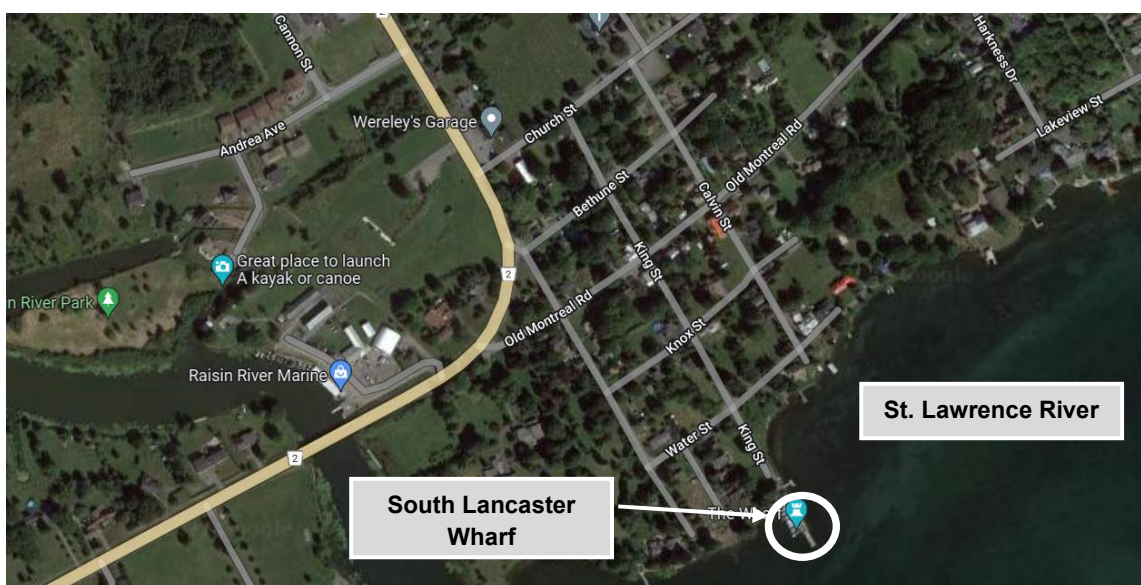 2
Cannon St
Harkness Dr
Wereley's Garage
Church St
Andrea Ave
Lakeview St
Old Montreal Rd
Bethune St
Calvin St
King St
2
Great place to launch
A kayak or canoe
n River Park
Old Montreal Rd
Knox St
Raisin River Marine
St. Lawrence River
Water St
King St
2
South Lancaster
Wharf
The Wharf